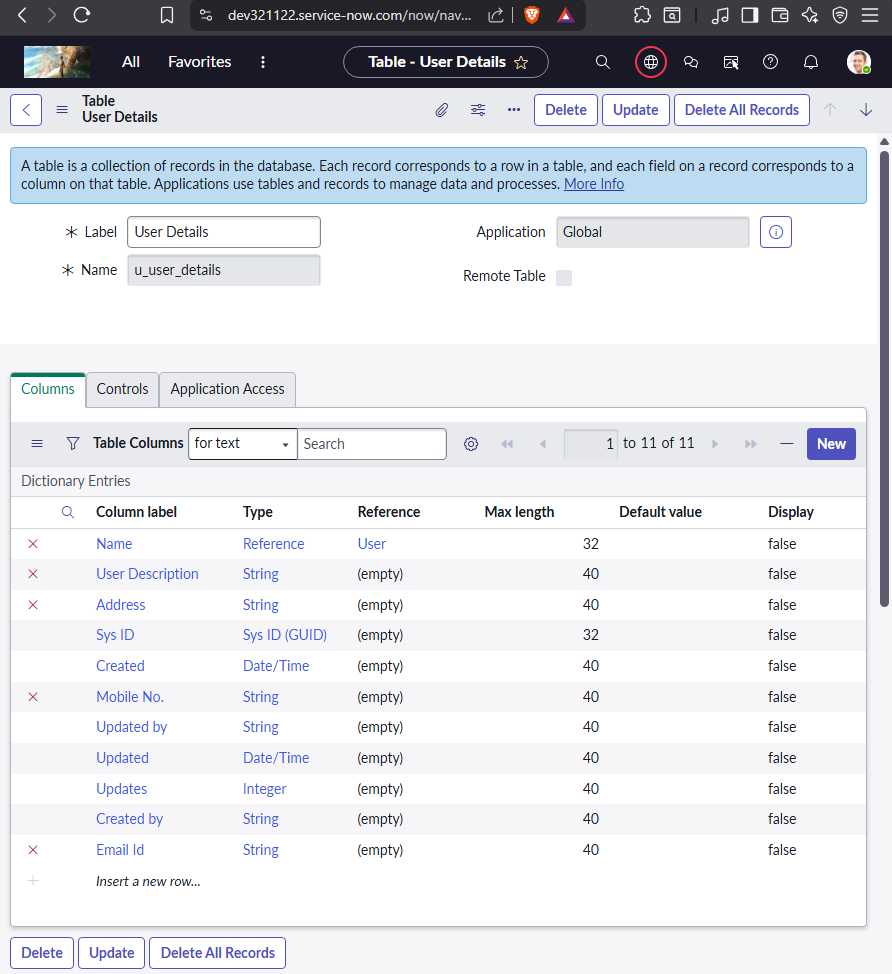 dev321122.service-now.com/now/nav...
All Favorites Table - User Details
Table
User Details
Delete Update Delete All Records
A table is a collection of records in the database. Each record corresponds to a row in a table, and each field on a record corresponds to a
column on that table. Applications use tables and records to manage data and processes. More Info
Label User Details Application Global
Name u_user_details
Remote Table
Columns Controls Application Access
Table Columns for text Search 1 to 11 of 11 New
Dictionary Entries
Column label Type Reference Max length Default value Display
Name Reference User 32 false
User Description String (empty) 40 false
Address String (empty) 40 false
Sys ID Sys ID (GUID) (empty) 32 false
Created Date/Time (empty) 40 false
Mobile No. String (empty) 40 false
Updated by String (empty) 40 false
Updated Date/Time (empty) 40 false
Updates Integer (empty) 40 false
Created by String (empty) 40 false
Email Id String (empty) 40 false
Insert a new row...
Delete Update Delete All Records